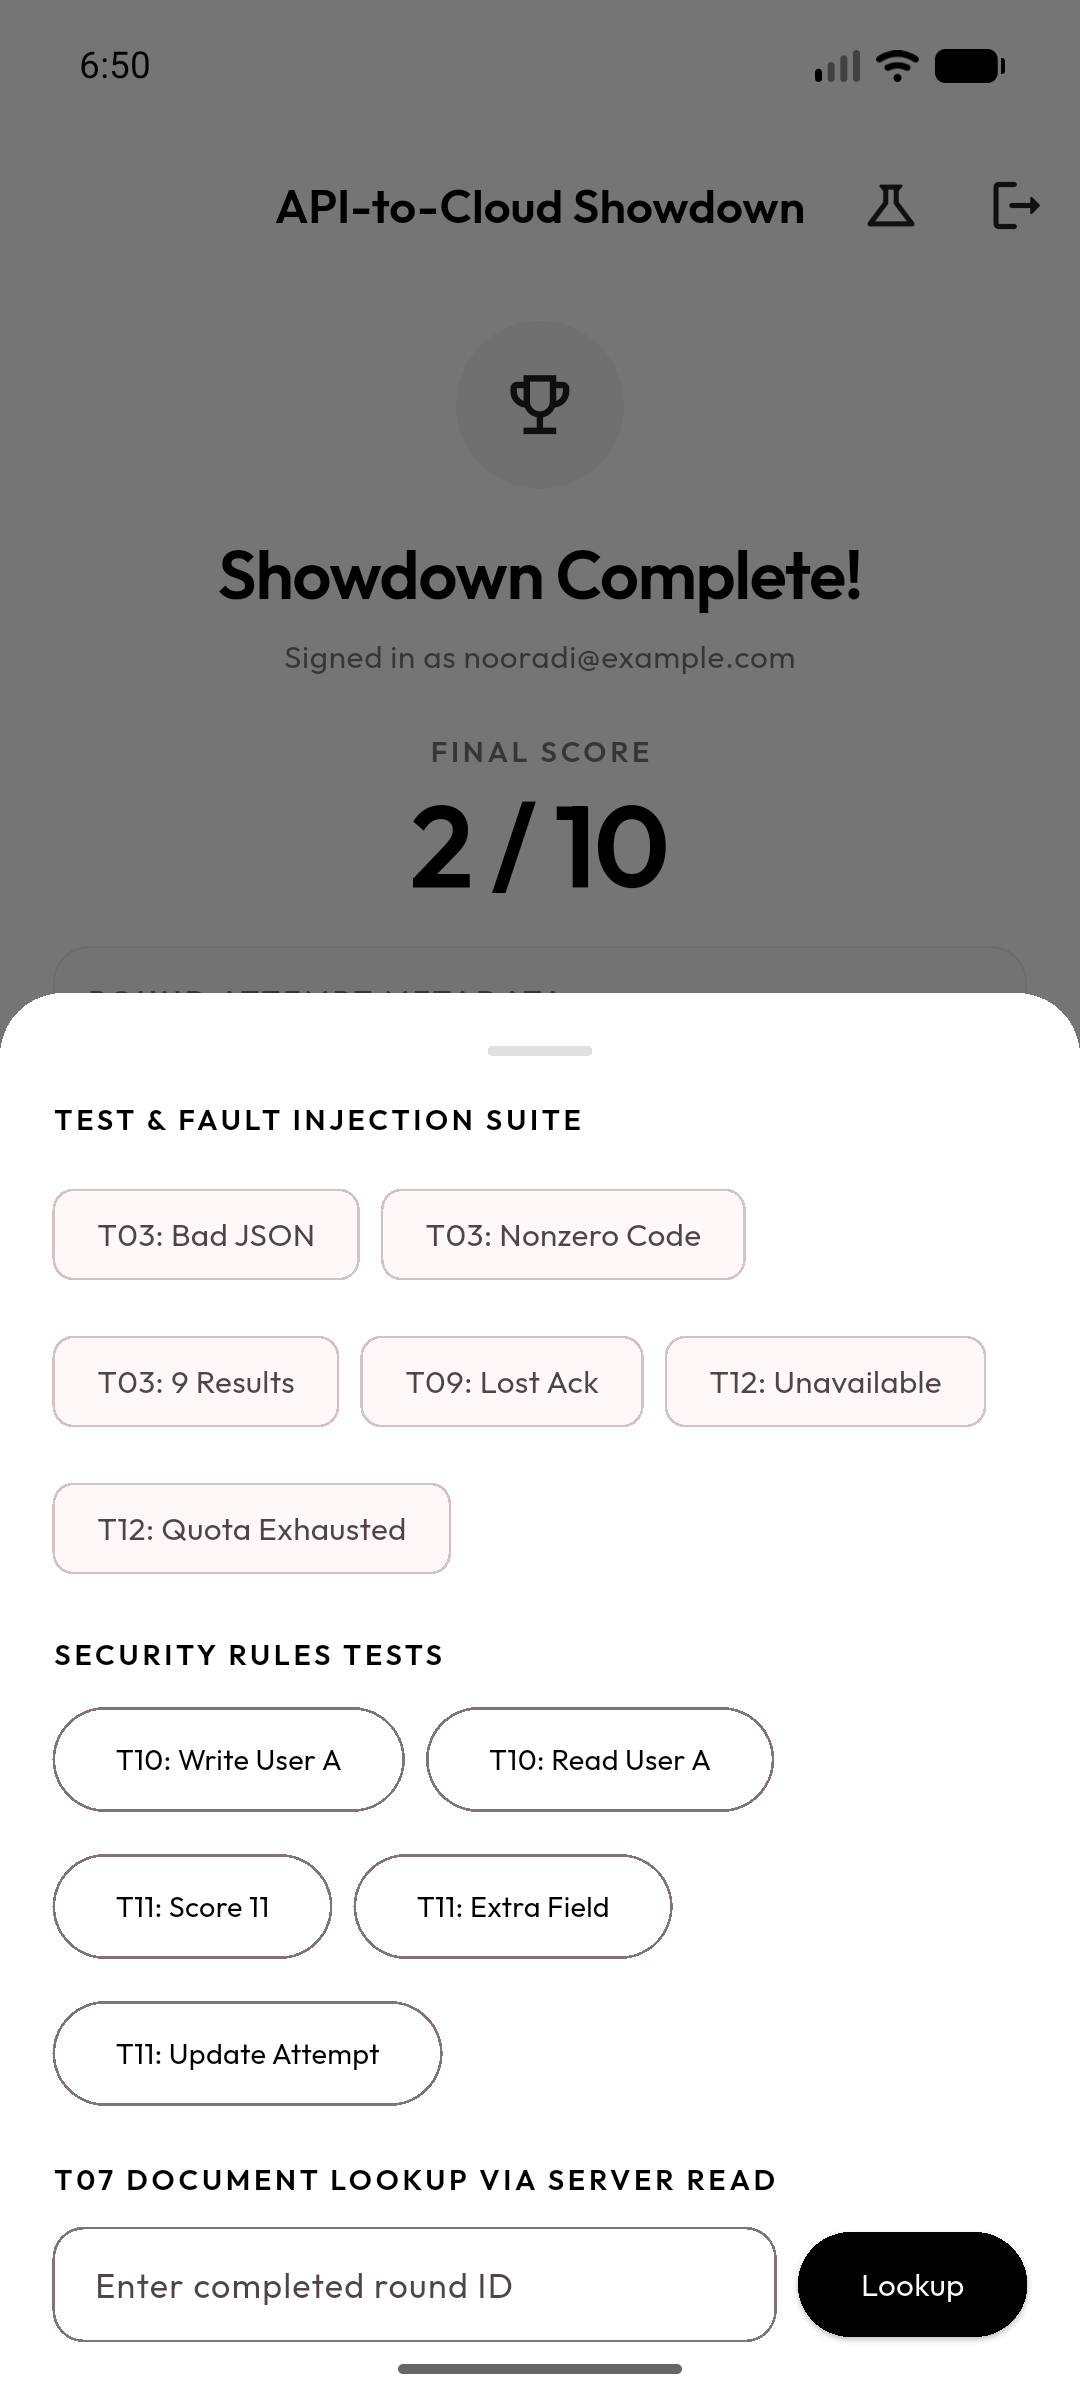 6:50
API-to-Cloud Showdown
Showdown Complete!
Signed in as nooradi@example.com
FINAL SCORE
2 / 10
TEST & FAULT INJECTION SUITE
T03: Bad JSON
T03: Nonzero Code
T03: 9 Results
T09: Lost Ack
T12: Unavailable
T12: Quota Exhausted
SECURITY RULES TESTS
T10: Write User A
T10: Read User A
T11: Score 11
T11: Extra Field
T11: Update Attempt
T07 DOCUMENT LOOKUP VIA SERVER READ
Enter completed round ID
Lookup